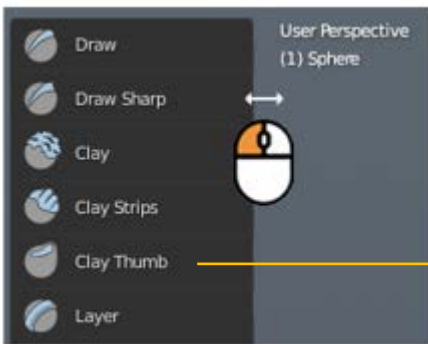 Draw
User Perspective
(1) Sphere
Draw Sharp
Clay
Clay Strips
Clay Thumb
Layer